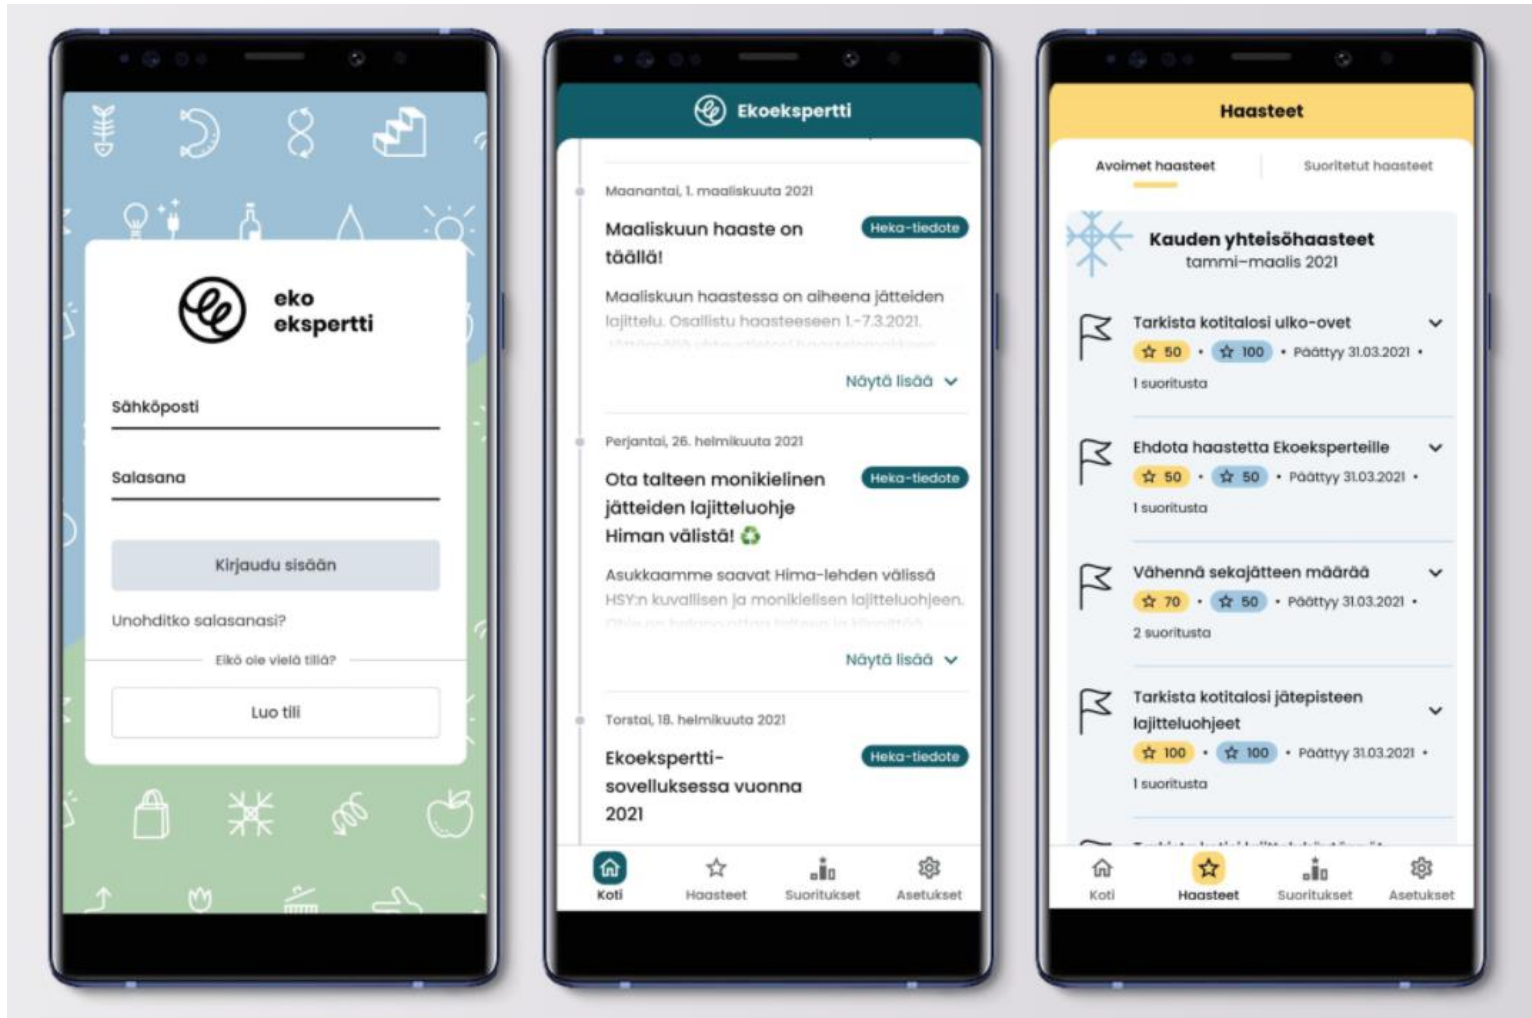 eko
ekspertti
Sähköposti
Salasana
Kirjaudu sisään
Unohditko salasanasi?
Eikö ole vielä tiliä?
Luo tili
Ekoekspertti
Maanantai, 1. maaliskuuta 2021
Maaliskuun haaste on
täällä!
Heka-tiedote
Maaliskuun haastessa on aiheena jätteiden
lajittelu. Osallistu haasteeseen 1.-7.3.2021.
Näytä lisää
Perjantai, 26. helmikuuta 2021
Ota talteen monikielinen
jätteiden lajitteluohje
Himan välistä!
Heka-tiedote
Asukkaamme saavat Hima-lehden välissä
HSY:n kuvallisen ja monikielisen lajitteluohjeen.
Näytä lisää
Torstai, 18. helmikuuta 2021
Ekoekspertti-
sovelluksessa vuonna
2021
Heka-tiedote
Koti
Haasteet
Suoritukset
Asetukset
Haasteet
Avoimet haasteet
Suoritetut haasteet
Kauden yhteisöhaasteet
tammi–maalis 2021
Tarkista kotitalosi ulko-ovet
50 • 100 • Päättyy 31.03.2021 •
1 suoritusta
Ehdota haastetta Ekoeksperteille
50 • 50 • Päättyy 31.03.2021 •
1 suoritusta
Vähennä sekajätteen määrää
70 • 50 • Päättyy 31.03.2021 •
2 suoritusta
Tarkista kotitalosi jätepisteen
lajitteluohjeet
100 • 100 • Päättyy 31.03.2021 •
1 suoritusta
Koti
Haasteet
Suoritukset
Asetukset